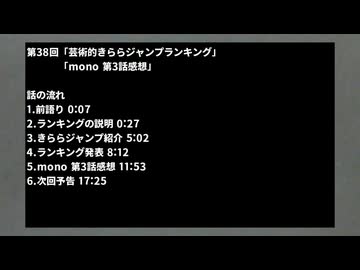 第38回「芸術的きららジャンプランキング」
「mono 第3話感想」
話の流れ
1.前語り 0:07
2.ランキングの説明 0:27
3.きららジャンプ紹介 5:02
4.ランキング発表 8:12
5.mono 第3話感想 11:53
6.次回予告 17:25